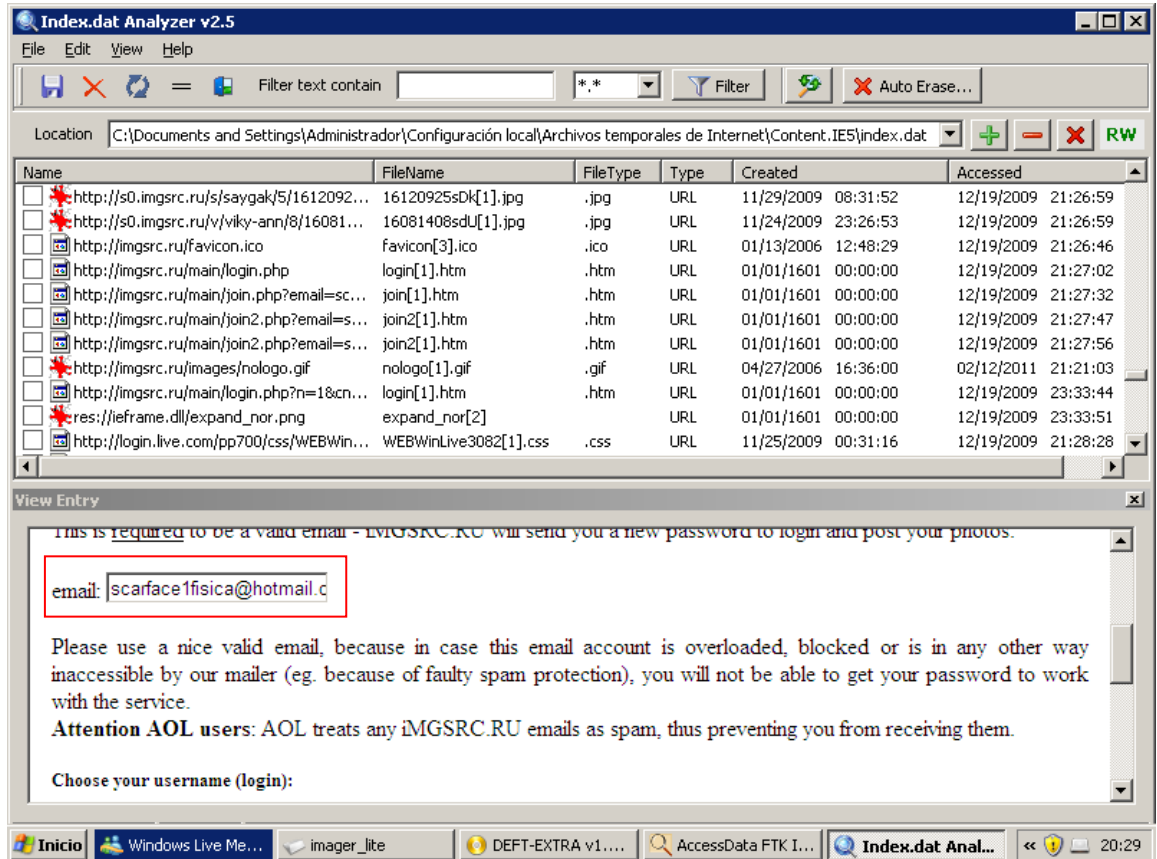 Index.dat Analyzer v2.5
File Edit View Help
Filter text contain *.* Filter Auto Erase...
Location C:\Documents and Settings\Administrador\Configuración local\Archivos temporales de Internet\Content.IE5\index.dat RW
Name FileName FileType Type Created Accessed
http://s0.imgsrc.ru/s/saygak/5/1612092... 16120925sDk[1].jpg .jpg URL 11/29/2009 08:31:52 12/19/2009 21:26:59
http://s0.imgsrc.ru/v/viky-ann/8/16081... 16081408sdU[1].jpg .jpg URL 11/24/2009 23:26:53 12/19/2009 21:26:59
http://imgsrc.ru/favicon.ico favicon[3].ico .ico URL 01/13/2006 12:48:29 12/19/2009 21:26:46
http://imgsrc.ru/main/login.php login[1].htm .htm URL 01/01/1601 00:00:00 12/19/2009 21:27:02
http://imgsrc.ru/main/join.php?email=sc... join[1].htm .htm URL 01/01/1601 00:00:00 12/19/2009 21:27:32
http://imgsrc.ru/main/join2.php?email=s... join2[1].htm .htm URL 01/01/1601 00:00:00 12/19/2009 21:27:47
http://imgsrc.ru/main/join2.php?email=s... join2[1].htm .htm URL 01/01/1601 00:00:00 12/19/2009 21:27:56
http://imgsrc.ru/images/nologo.gif nologo[1].gif .gif URL 04/27/2006 16:36:00 02/12/2011 21:21:03
http://imgsrc.ru/main/login.php?n=1&cn... login[1].htm .htm URL 01/01/1601 00:00:00 12/19/2009 23:33:44
res://ieframe.dll/expand_nor.png expand_nor[2] URL 01/01/1601 00:00:00 12/19/2009 23:33:51
http://login.live.com/pp700/css/WEBWin... WEBWinLive3082[1].css .css URL 11/25/2009 00:31:16 12/19/2009 21:28:28
View Entry
This is required to be a valid email - iMGSRC.RU will send you a new password to login and post your photos.
email: scarface1fisica@hotmail.c
Please use a nice valid email, because in case this email account is overloaded, blocked or is in any other way
inaccessible by our mailer (eg. because of faulty spam protection), you will not be able to get your password to work
with the service.
Attention AOL users: AOL treats any iMGSRC.RU emails as spam, thus preventing you from receiving them.
Choose your username (login):
Inicio Windows Live Me... imager_lite DEFT-EXTRA v1.... AccessData FTK I... Index.dat Anal... « 20:29